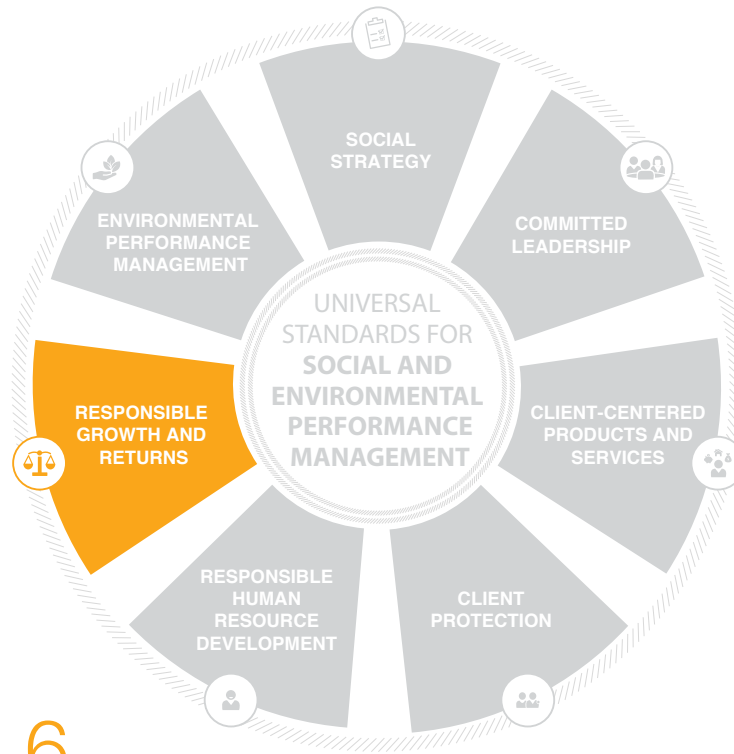 SOCIAL
STRATEGY
COMMITTED
LEADERSHIP
CLIENT-CENTERED
PRODUCTS AND
SERVICES
CLIENT
PROTECTION
RESPONSIBLE
HUMAN
RESOURCE
DEVELOPMENT
RESPONSIBLE
GROWTH AND
RETURNS
ENVIRONMENTAL
PERFORMANCE
MANAGEMENT
UNIVERSAL
STANDARDS FOR
SOCIAL AND
ENVIRONMENTAL
PERFORMANCE
MANAGEMENT
6